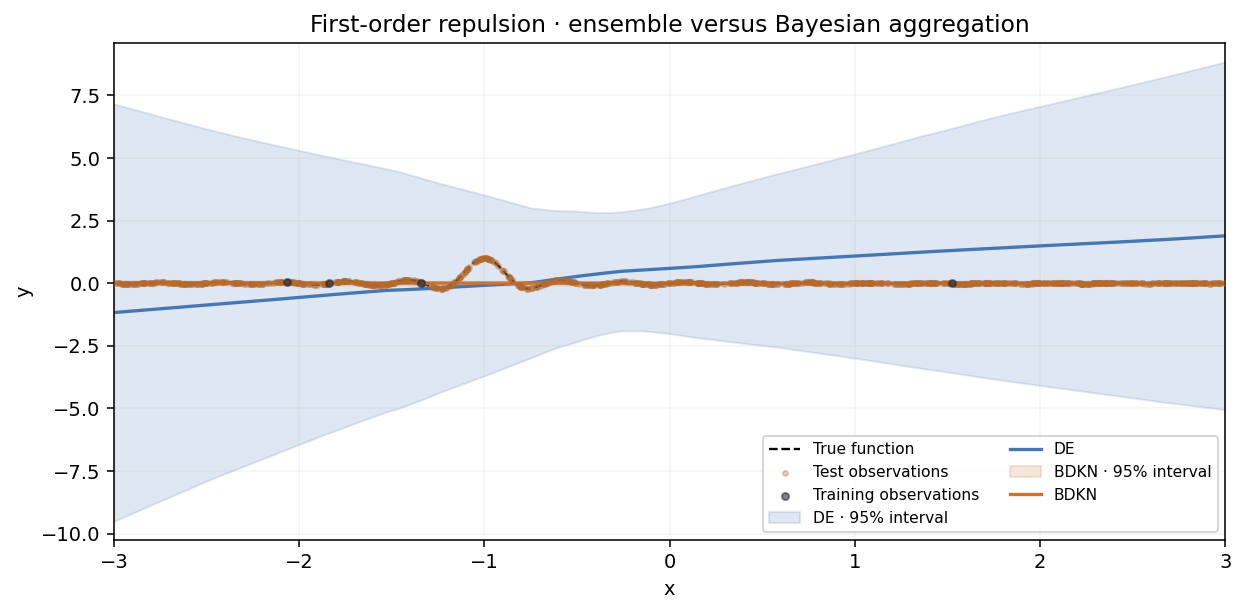 First-order repulsion · ensemble versus Bayesian aggregation
y
7.5
5.0
2.5
0.0
−2.5
−5.0
−7.5
−10.0
True function
Test observations
Training observations
DE · 95% interval
DE
BDKN · 95% interval
BDKN
−3 −2 −1 0 1 2 3
x